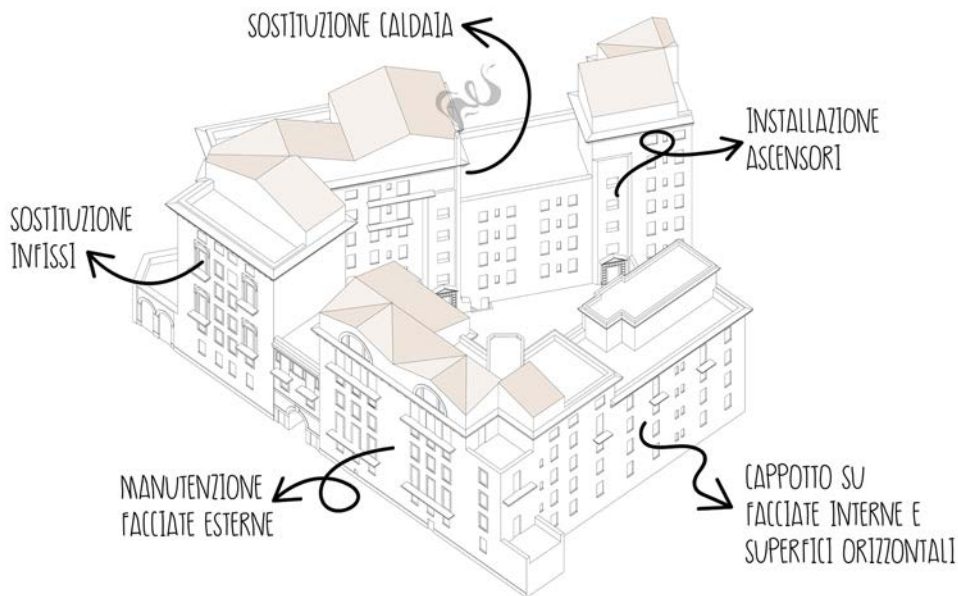 SOSTITUZIONE CALDAIA
INSTALLAZIONE
ASCENSORI
SOSTITUZIONE
INFISSI
MANUTENZIONE
FACCIATE ESTERNE
CAPPOTTO SU
FACCIATE INTERNE E
SUPERFICI ORIZZONTALI